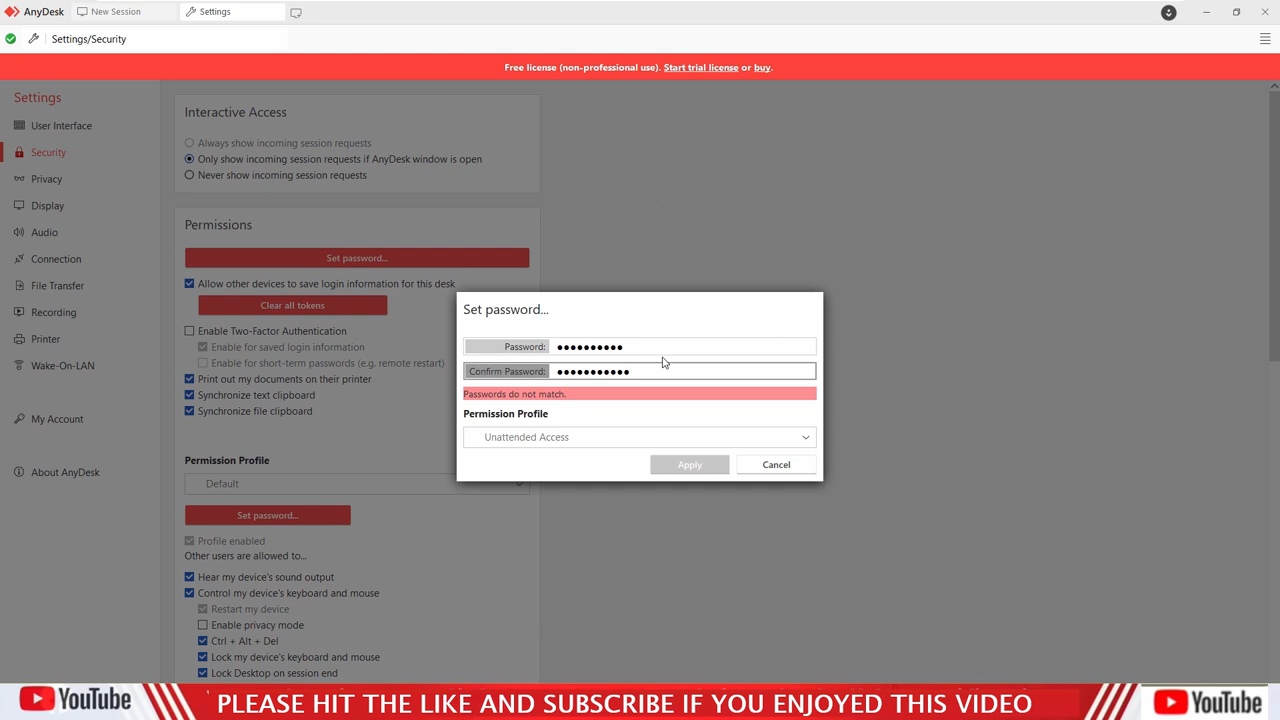 AnyDesk
New Session
Settings
Settings/Security
Free license (non-professional use). Start trial license or buy.
Settings
User Interface
Security
Privacy
Display
Audio
Connection
File Transfer
Recording
Printer
Wake-On-LAN
My Account
About AnyDesk
Interactive Access
Always show incoming session requests
Only show incoming session requests if AnyDesk window is open
Never show incoming session requests
Permissions
Set password...
Allow other devices to save login information for this desk
Clear all tokens
Enable Two-Factor Authentication
Enable for saved login information
Enable for short-term passwords (e.g. remote restart)
Print out my documents on their printer
Synchronize text clipboard
Synchronize file clipboard
Permission Profile
Default
Set password...
Profile enabled
Other users are allowed to...
Hear my device's sound output
Control my device's keyboard and mouse
Restart my device
Enable privacy mode
Ctrl + Alt + Del
Lock my device's keyboard and mouse
Lock Desktop on session end
Set password...
Password: ●●●●●●●●●●
Confirm Password: ●●●●●●●●●●●
Passwords do not match.
Permission Profile
Unattended Access
Apply
Cancel
YouTube
PLEASE HIT THE LIKE AND SUBSCRIBE IF YOU ENJOYED THIS VIDEO
YouTube